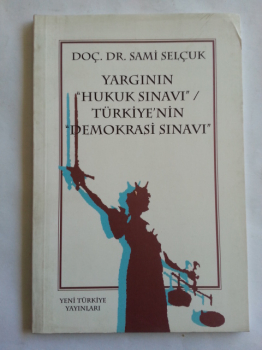 DOÇ. DR. SAMİ SELÇUK
YARGININ
"HUKUK SINAVI" /
TÜRKİYE'NİN
"DEMOKRASİ SINAVI"
YENİ TÜRKİYE
YAYINLARI